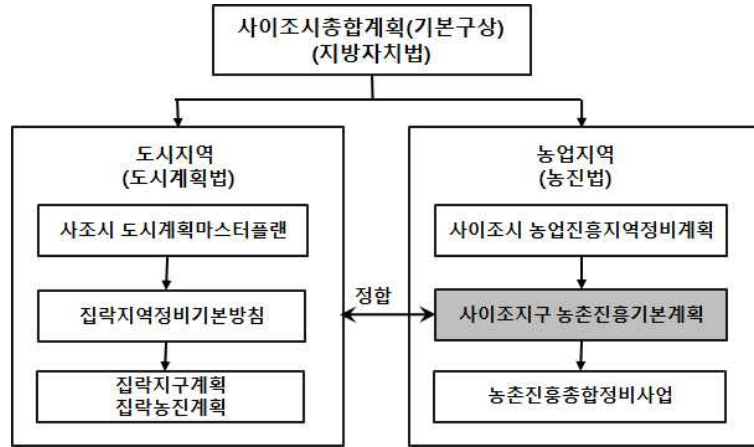 사이조시총합계획(기본구상)
(지방자치법)
도시지역
(도시계획법)
사조시 도시계획마스터플랜
집락지역정비기본방침
집락지구계획
집락농진계획
정합
농업지역
(농진법)
사이조시 농업진흥지역정비계획
사이조지구 농촌진흥기본계획
농촌진흥총합정비사업